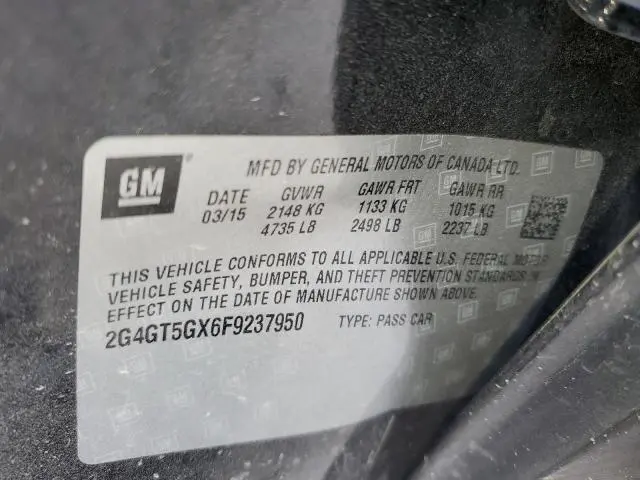 GM
MFD BY GENERAL MOTORS OF CANADA LTD.
DATE GVWR GAWR FRT GAWR RR
03/15 2148 KG 1133 KG 1015 KG
4735 LB 2498 LB 2237 LB
THIS VEHICLE CONFORMS TO ALL APPLICABLE U.S. FEDERAL MOTOR
VEHICLE SAFETY, BUMPER, AND THEFT PREVENTION STANDARDS IN
EFFECT ON THE DATE OF MANUFACTURE SHOWN ABOVE.
2G4GT5GX6F9237950 TYPE: PASS CAR